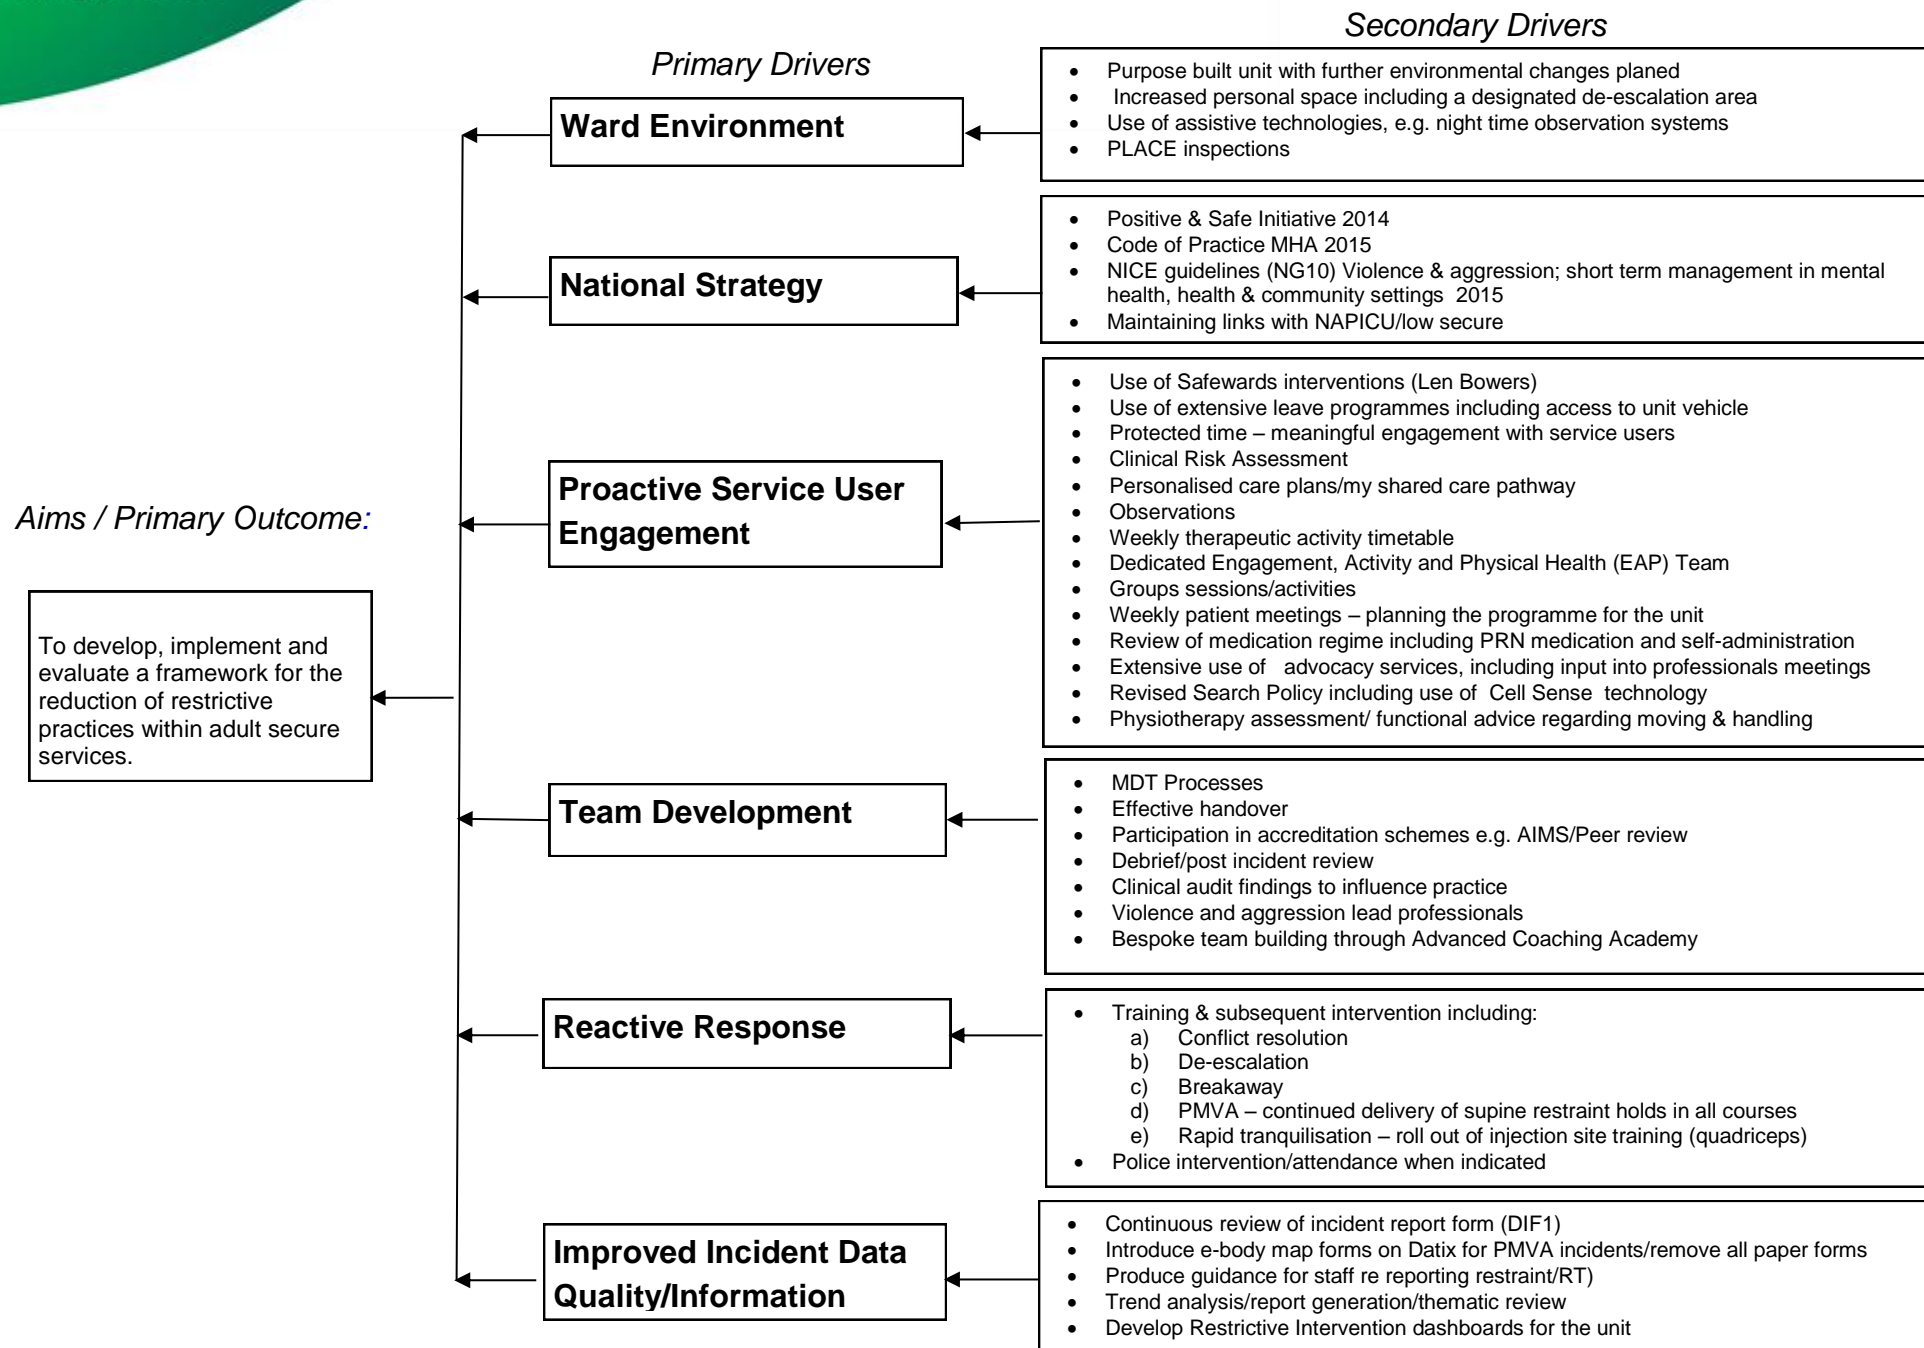 Secondary Drivers
Primary Drivers
Aims / Primary Outcome:
To develop, implement and
evaluate a framework for the
reduction of restrictive
practices within adult secure
services.
Ward Environment
• Purpose built unit with further environmental changes planed
• Increased personal space including a designated de-escalation area
• Use of assistive technologies, e.g. night time observation systems
• PLACE inspections
National Strategy
• Positive & Safe Initiative 2014
• Code of Practice MHA 2015
• NICE guidelines (NG10) Violence & aggression; short term management in mental
health, health & community settings 2015
• Maintaining links with NAPICU/low secure
Proactive Service User
Engagement
• Use of Safewards interventions (Len Bowers)
• Use of extensive leave programmes including access to unit vehicle
• Protected time – meaningful engagement with service users
• Clinical Risk Assessment
• Personalised care plans/my shared care pathway
• Observations
• Weekly therapeutic activity timetable
• Dedicated Engagement, Activity and Physical Health (EAP) Team
• Groups sessions/activities
• Weekly patient meetings – planning the programme for the unit
• Review of medication regime including PRN medication and self-administration
• Extensive use of advocacy services, including input into professionals meetings
• Revised Search Policy including use of Cell Sense technology
• Physiotherapy assessment/ functional advice regarding moving & handling
Team Development
• MDT Processes
• Effective handover
• Participation in accreditation schemes e.g. AIMS/Peer review
• Debrief/post incident review
• Clinical audit findings to influence practice
• Violence and aggression lead professionals
• Bespoke team building through Advanced Coaching Academy
Reactive Response
• Training & subsequent intervention including:
a) Conflict resolution
b) De-escalation
c) Breakaway
d) PMVA – continued delivery of supine restraint holds in all courses
e) Rapid tranquilisation – roll out of injection site training (quadriceps)
• Police intervention/attendance when indicated
Improved Incident Data
Quality/Information
• Continuous review of incident report form (DIF1)
• Introduce e-body map forms on Datix for PMVA incidents/remove all paper forms
• Produce guidance for staff re reporting restraint/RT)
• Trend analysis/report generation/thematic review
• Develop Restrictive Intervention dashboards for the unit